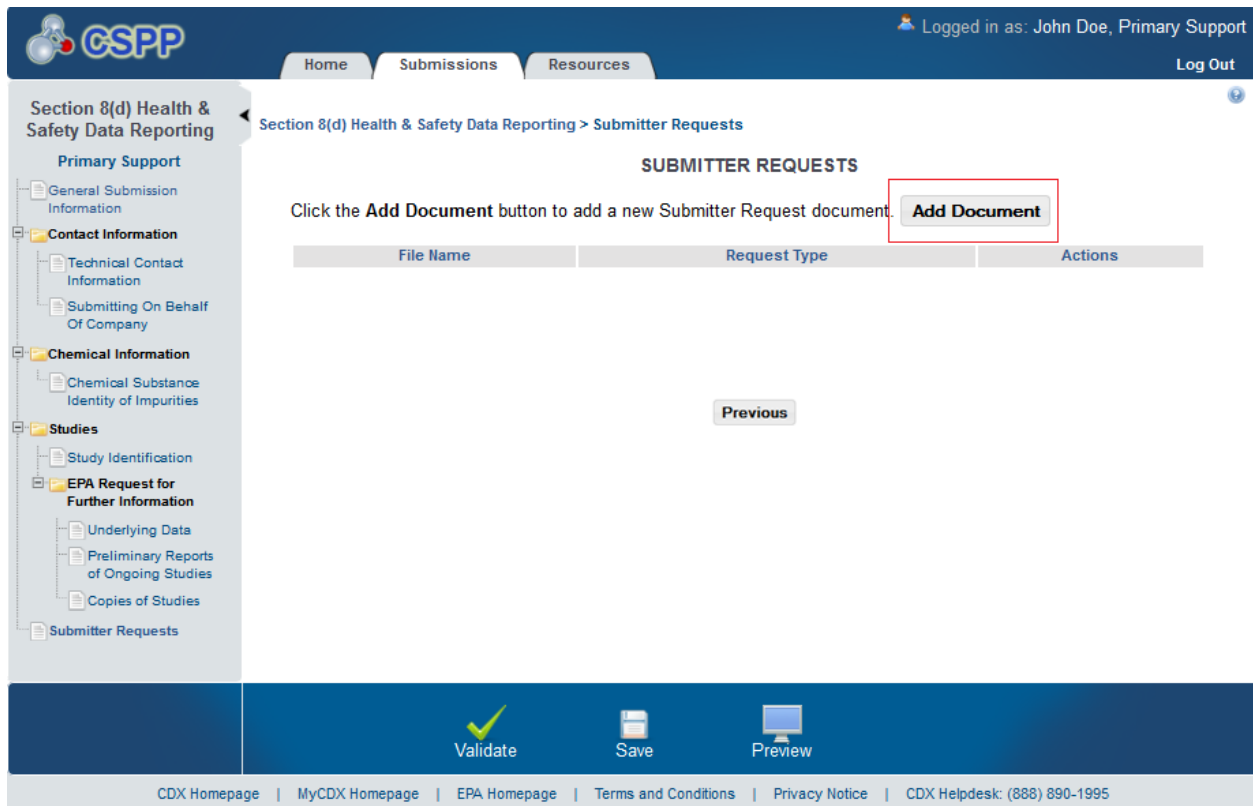 CSPP
Logged in as: John Doe, Primary Support
Home
Submissions
Resources
Log Out
Section 8(d) Health &
Safety Data Reporting
Primary Support
General Submission
Information
Contact Information
Technical Contact
Information
Submitting On Behalf
Of Company
Chemical Information
Chemical Substance
Identity of Impurities
Studies
Study Identification
EPA Request for
Further Information
Underlying Data
Preliminary Reports
of Ongoing Studies
Copies of Studies
Submitter Requests
Section 8(d) Health & Safety Data Reporting > Submitter Requests
SUBMITTER REQUESTS
Click the Add Document button to add a new Submitter Request document. Add Document
File Name Request Type Actions
Previous
Validate Save Preview
CDX Homepage | MyCDX Homepage | EPA Homepage | Terms and Conditions | Privacy Notice | CDX Helpdesk: (888) 890-1995